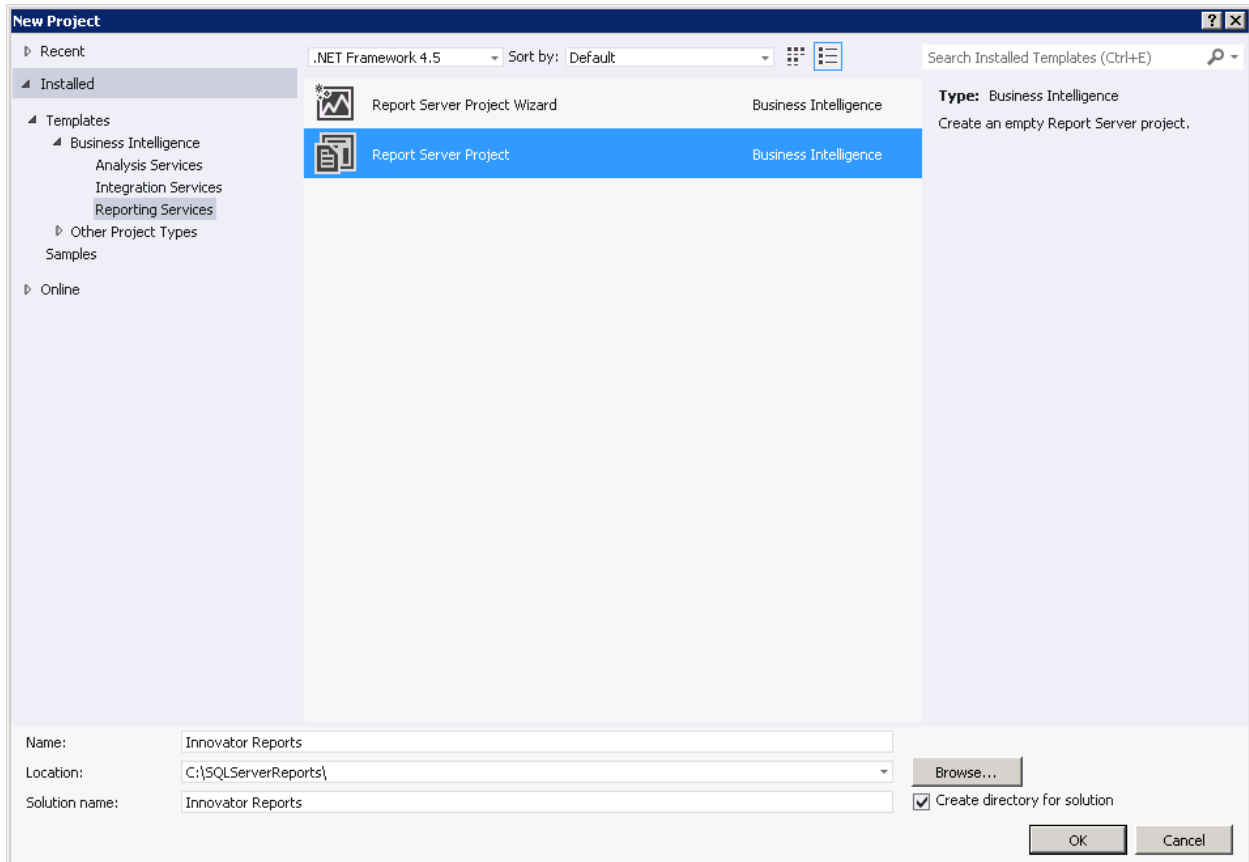 New Project
Recent
.NET Framework 4.5 Sort by: Default
Search Installed Templates (Ctrl+E)
Installed
Templates
Business Intelligence
Analysis Services
Integration Services
Reporting Services
Other Project Types
Samples
Online
Report Server Project Wizard Business Intelligence
Report Server Project Business Intelligence
Type: Business Intelligence
Create an empty Report Server project.
Name: Innovator Reports
Location: C:\SQLServerReports\
Browse...
Solution name: Innovator Reports
Create directory for solution
OK Cancel